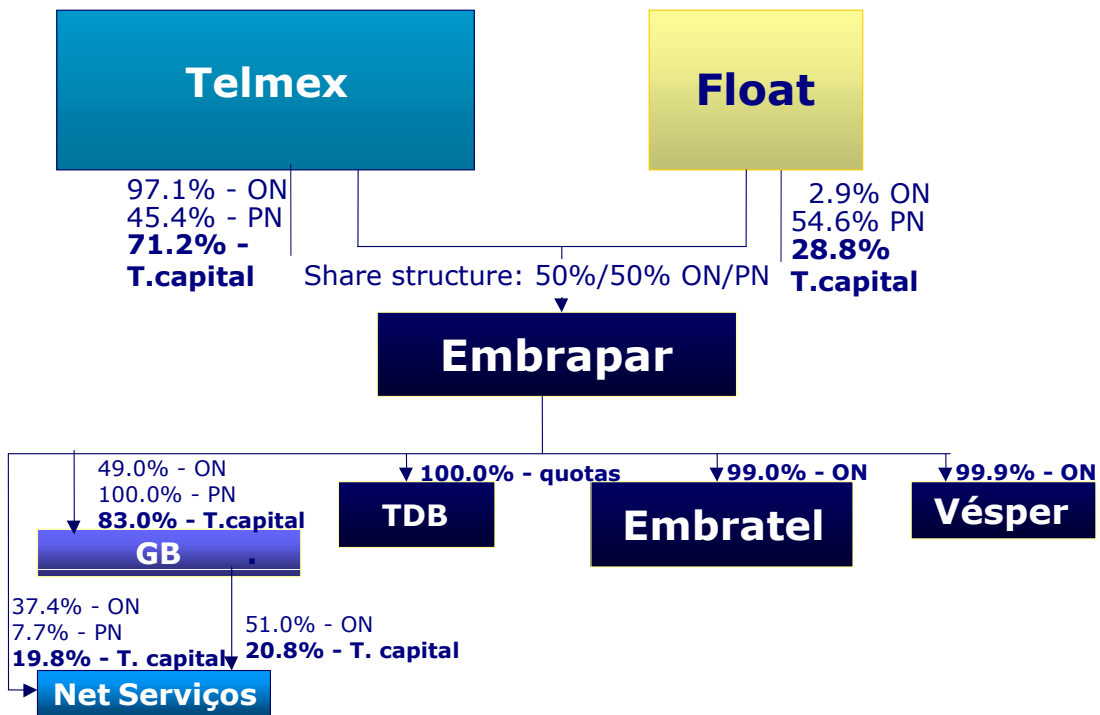 Telmex
Float
97.1% - ON
45.4% - PN
71.2% -
T.capital
2.9% ON
54.6% PN
28.8%
T.capital
Share structure: 50%/50% ON/PN
Embrapar
49.0% - ON
100.0% - PN
83.0% - T.capital
100.0% - quotas
99.0% - ON
99.9% - ON
GB .
TDB
Embratel
Vésper
37.4% - ON
7.7% - PN
19.8% - T. capital
51.0% - ON
20.8% - T. capital
Net Serviços